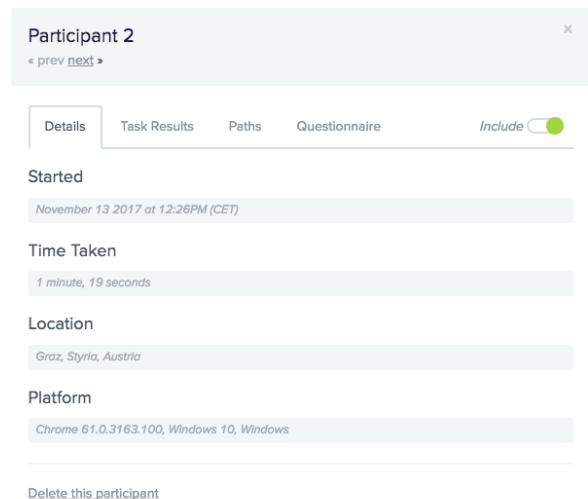 Participant 2
×
« prev next »
Details Task Results Paths Questionnaire Include
Started
November 13 2017 at 12:26PM (CET)
Time Taken
1 minute, 19 seconds
Location
Graz, Styria, Austria
Platform
Chrome 61.0.3163.100, Windows 10, Windows
Delete this participant